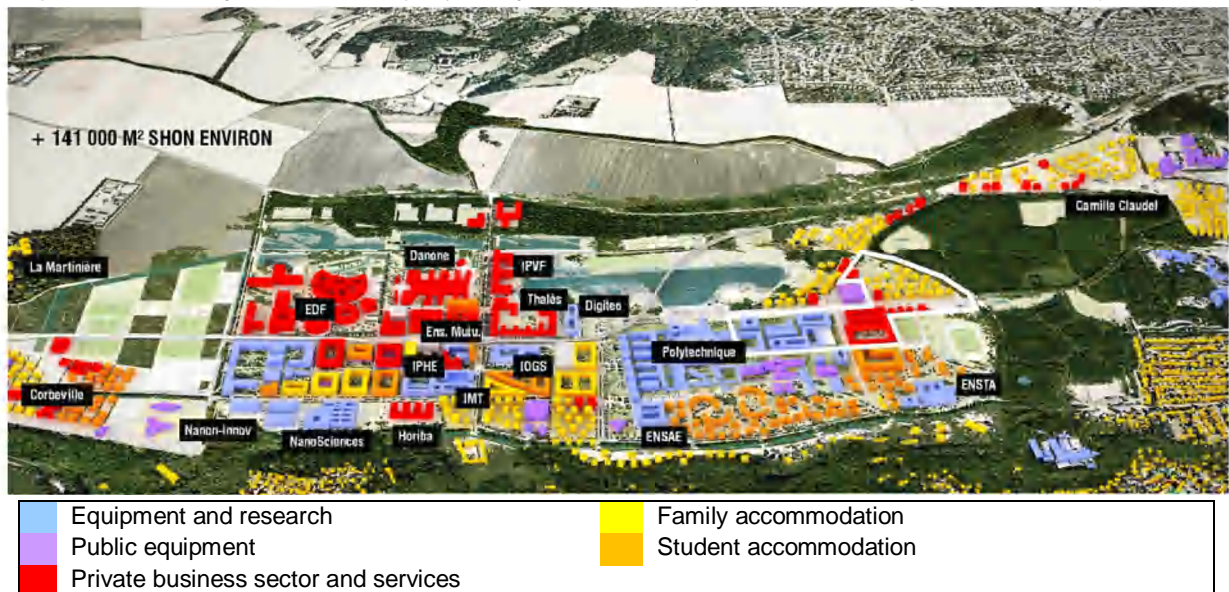 + 141 000 M² SHON ENVIRON
Camille Claudel
La Martinière
Danone
IPVF
Thalès
Digiteo
EDF
Ens. Mutu.
Polytechnique
IPHE
IOGS
Corbeville
IMT
ENSTA
Nanon-Innov
NanoSciences
Horiba
ENSAE
Equipment and research
Family accommodation
Public equipment
Student accommodation
Private business sector and services